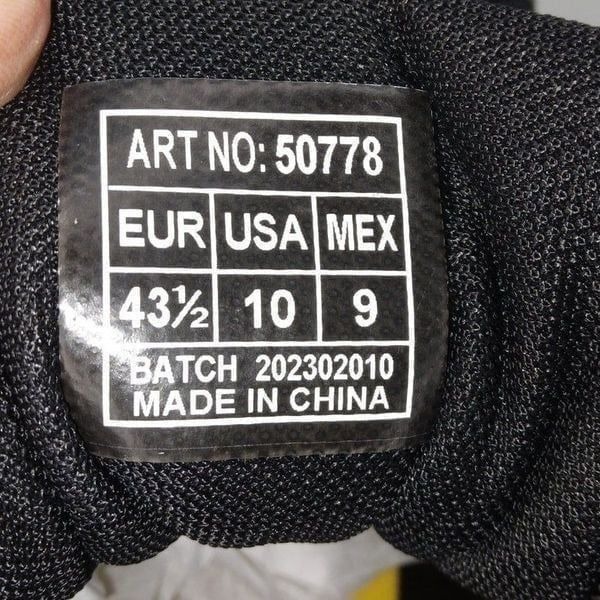 ART NO: 50778
EUR USA MEX
43½ 10 9
BATCH 202302010
MADE IN CHINA